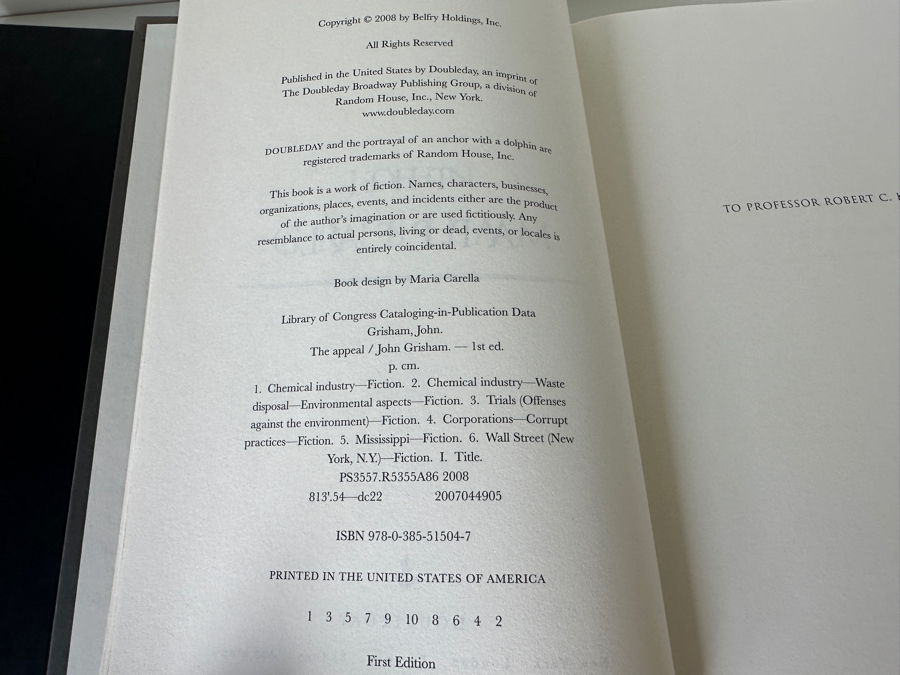 Copyright © 2008 by Belfry Holdings, Inc.
All Rights Reserved
Published in the United States by Doubleday, an imprint of
The Doubleday Broadway Publishing Group, a division of
Random House, Inc., New York.
www.doubleday.com
DOUBLEDAY and the portrayal of an anchor with a dolphin are
registered trademarks of Random House, Inc.
This book is a work of fiction. Names, characters, businesses,
organizations, places, events, and incidents either are the product
of the author's imagination or are used fictitiously. Any
resemblance to actual persons, living or dead, events, or locales is
entirely coincidental.
Book design by Maria Carella
Library of Congress Cataloging-in-Publication Data
Grisham, John.
The appeal / John Grisham. — 1st ed.
p. cm.
1. Chemical industry—Fiction. 2. Chemical industry—Waste
disposal—Environmental aspects—Fiction. 3. Trials (Offenses
against the environment)—Fiction. 4. Corporations—Corrupt
practices—Fiction. 5. Mississippi—Fiction. 6. Wall Street (New
York, N.Y.)—Fiction. I. Title.
PS3557.R5355A86 2008
813'.54—dc22 2007044905
ISBN 978-0-385-51504-7
PRINTED IN THE UNITED STATES OF AMERICA
1 3 5 7 9 10 8 6 4 2
First Edition
TO PROFESSOR ROBERT C.